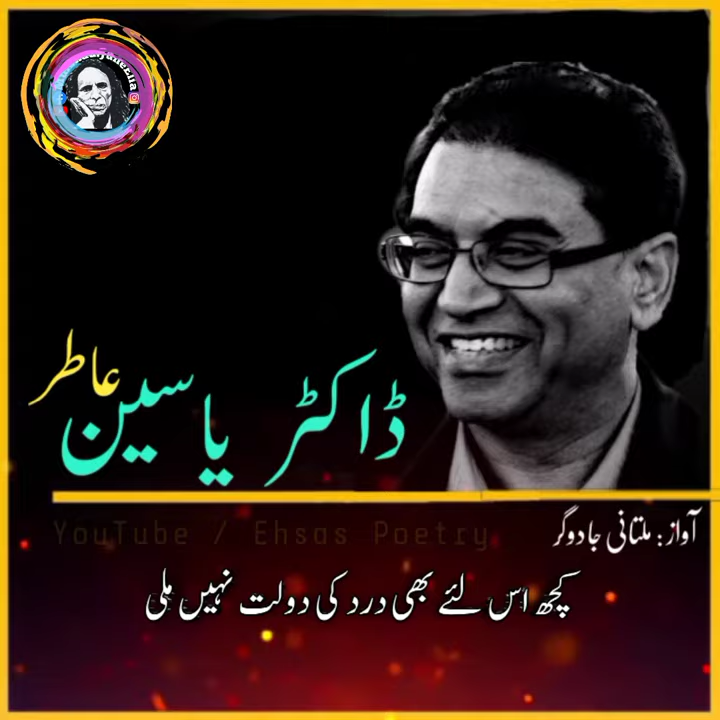 عاطر
ڈاکٹر یاسین
YouTube / Ehsas Poetry
آواز: ملتانی جادوگر
کچھ اس لئے بھی درد کی دولت نہیں ملی